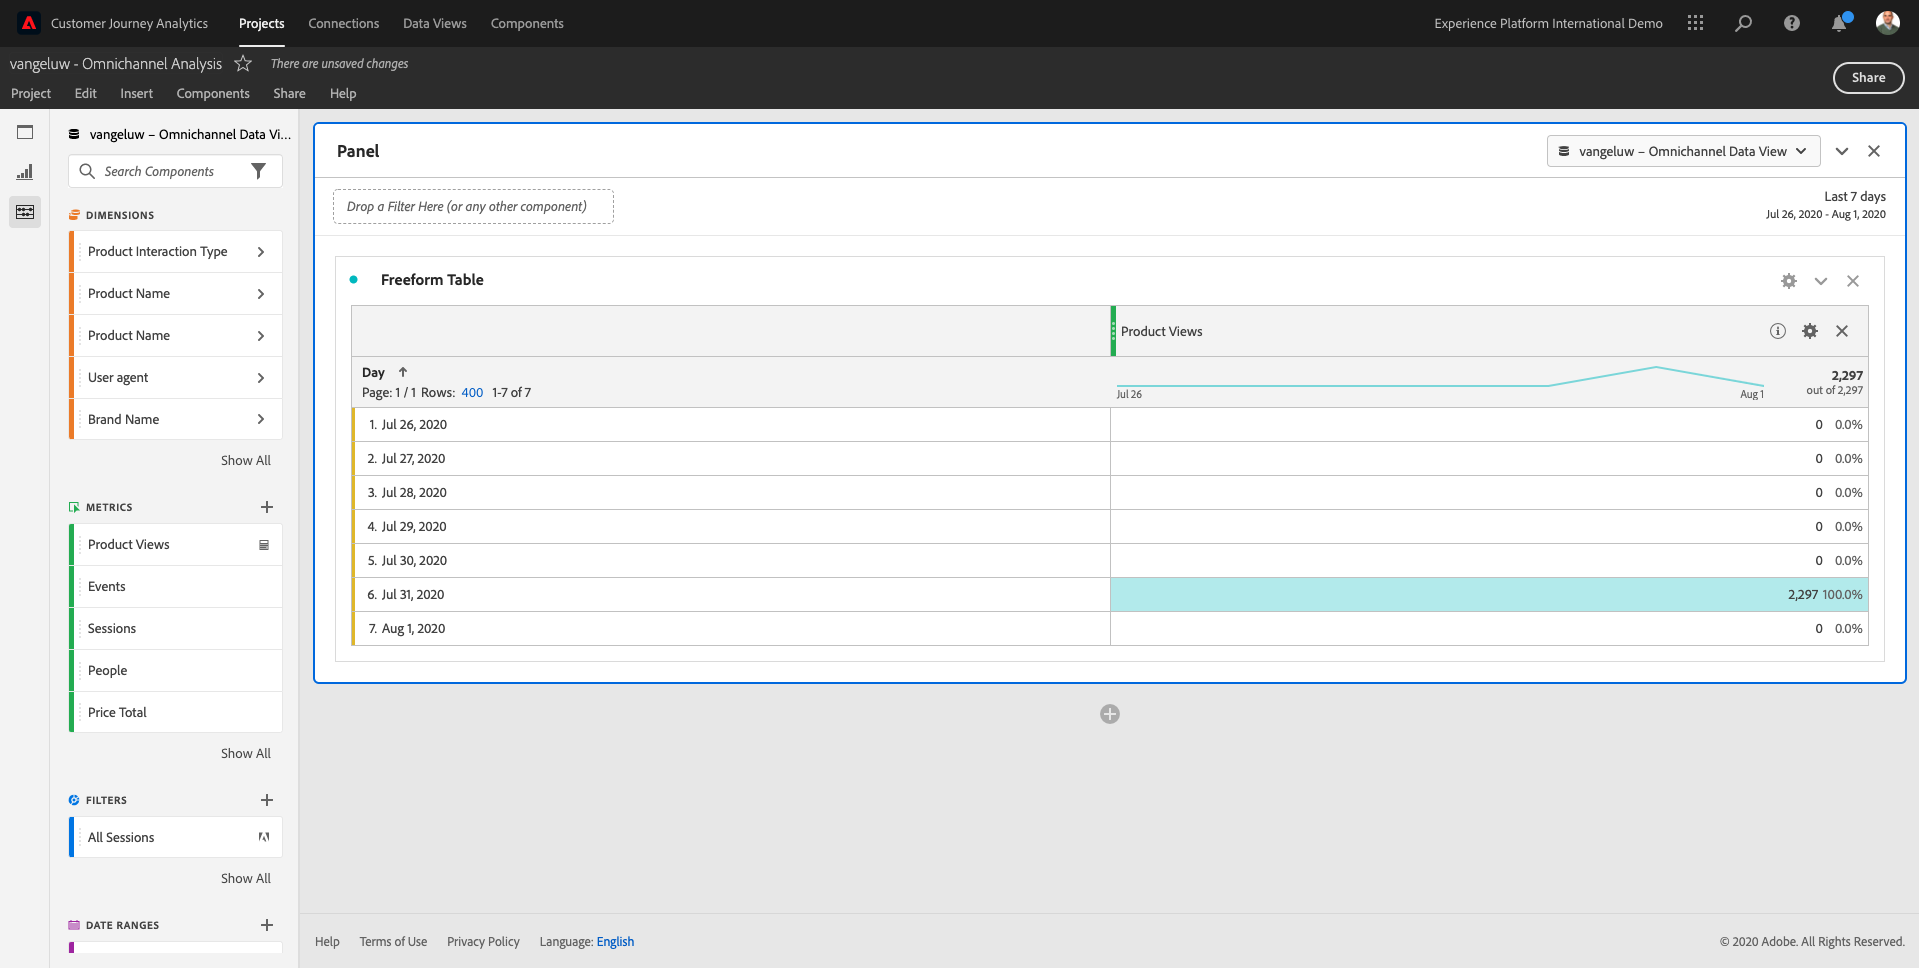 Customer Journey Analytics Projects Connections Data Views Components Experience Platform International Demo
vangeluw - Omnichannel Analysis There are unsaved changes
Share
Project Edit Insert Components Share Help
vangeluw – Omnichannel Data Vi...
Search Components
DIMENSIONS
Product Interaction Type
Product Name
Product Name
User agent
Brand Name
Show All
METRICS
Product Views
Events
Sessions
People
Price Total
Show All
FILTERS
All Sessions
Show All
DATE RANGES
Panel
vangeluw – Omnichannel Data View
Drop a Filter Here (or any other component)
Last 7 days
Jul 26, 2020 - Aug 1, 2020
Freeform Table
Product Views
Day
Page: 1 / 1 Rows: 400 1-7 of 7
Jul 26 Aug 1
2,297
out of 2,297
1. Jul 26, 2020 0 0.0%
2. Jul 27, 2020 0 0.0%
3. Jul 28, 2020 0 0.0%
4. Jul 29, 2020 0 0.0%
5. Jul 30, 2020 0 0.0%
6. Jul 31, 2020 2,297 100.0%
7. Aug 1, 2020 0 0.0%
Help Terms of Use Privacy Policy Language: English
© 2020 Adobe. All Rights Reserved.